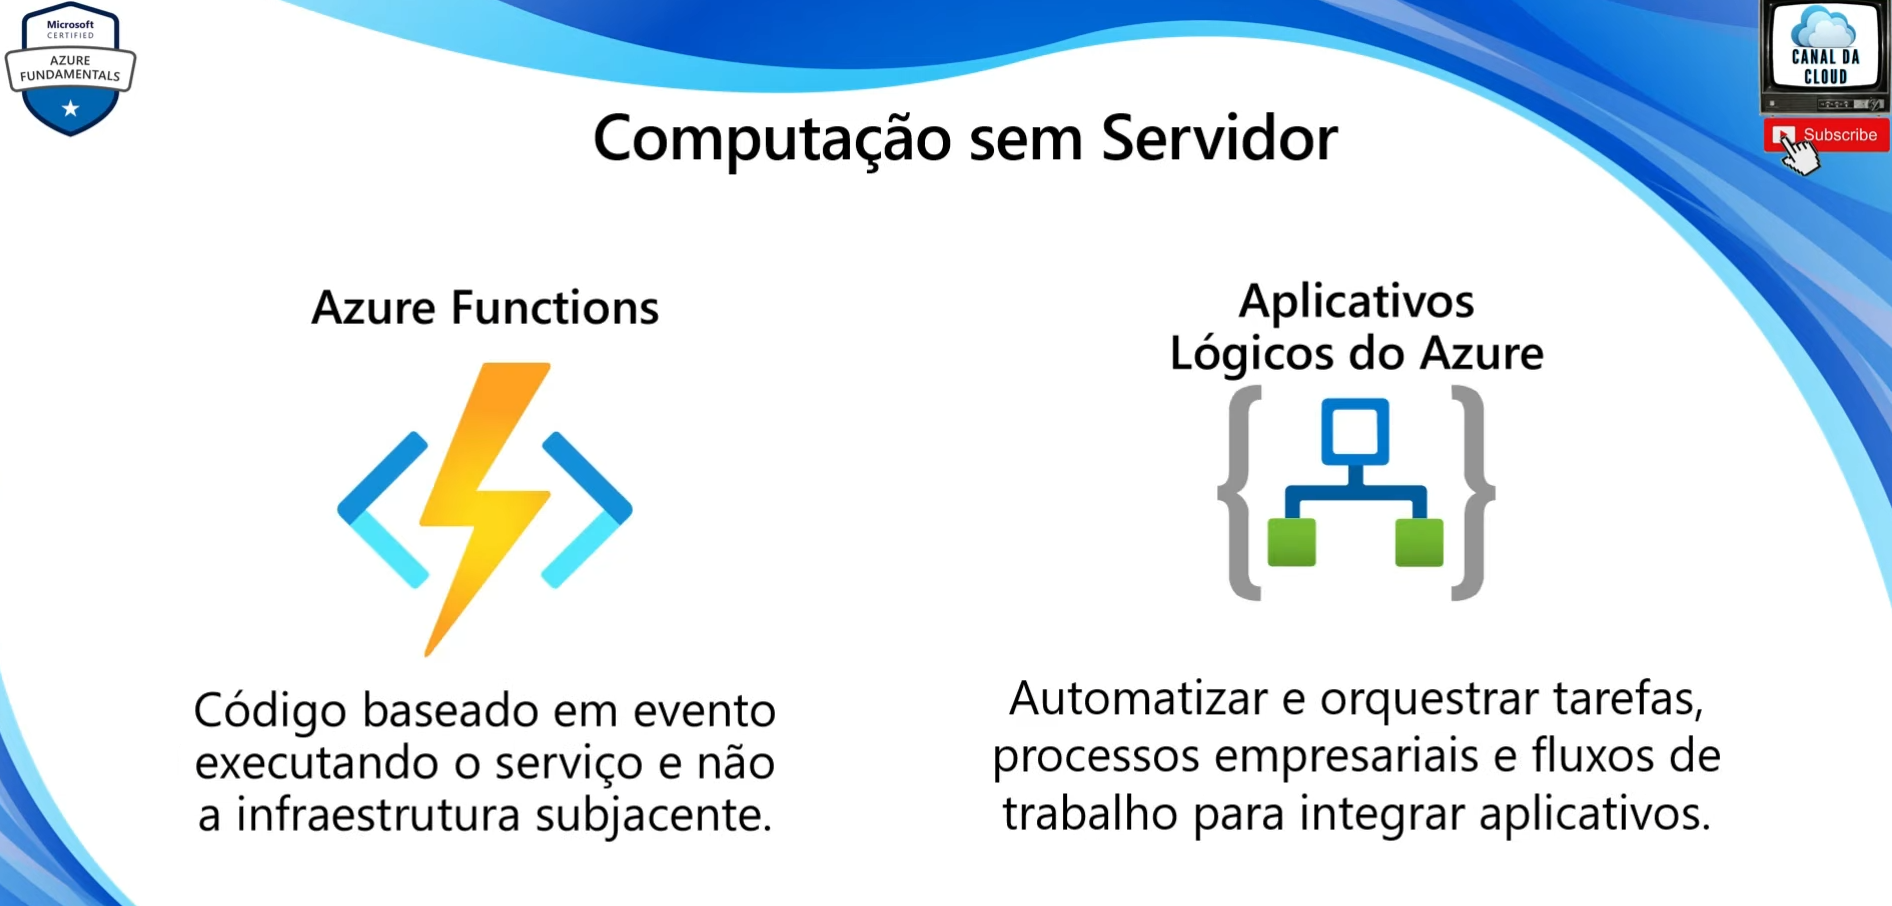 Microsoft
CERTIFIED
AZURE
FUNDAMENTALS
CANAL DA
CLOUD
Subscribe
Computação sem Servidor
Azure Functions
Código baseado em evento
executando o serviço e não
a infraestrutura subjacente.
Aplicativos
Lógicos do Azure
Automatizar e orquestrar tarefas,
processos empresariais e fluxos de
trabalho para integrar aplicativos.